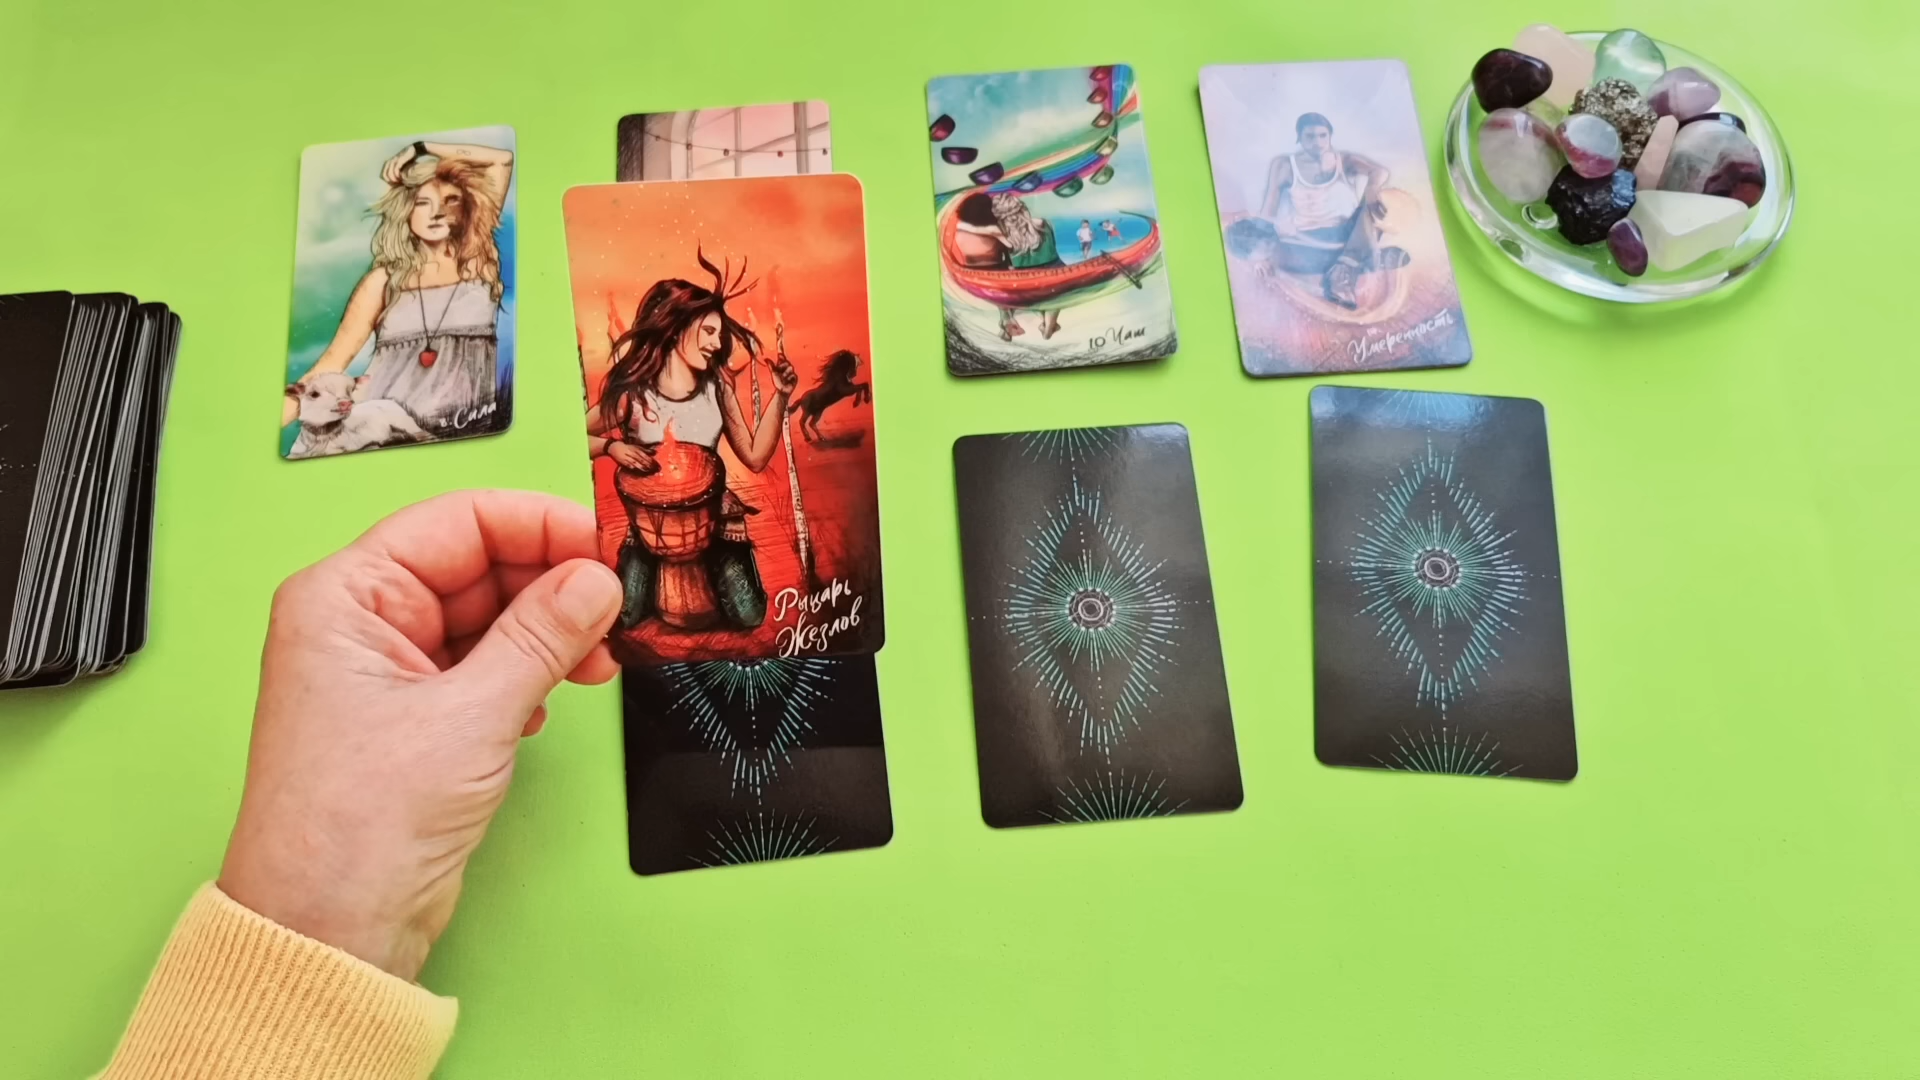 8. Сила
Рыцарь
Жезлов
10 Чаш
Умеренность